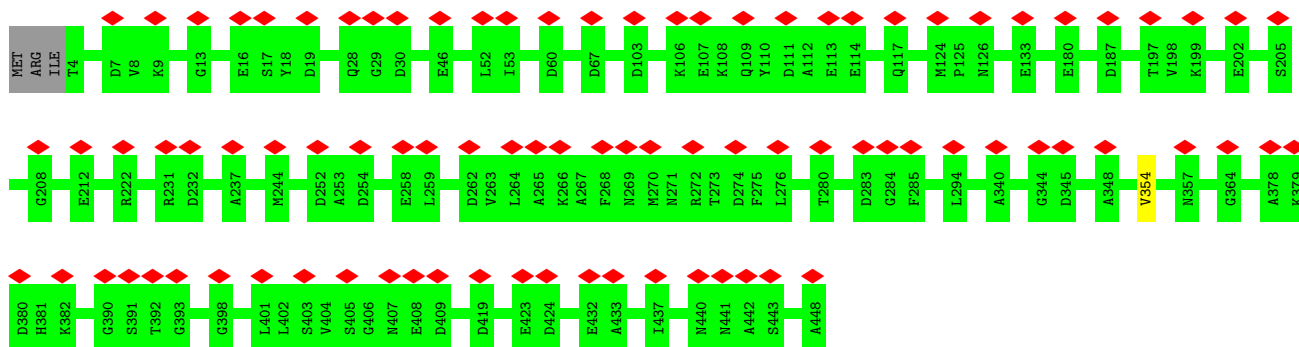 MET ARG ILE T4 D7 V8 K9 G13 E16 S17 Y18 D19 Q28 G29 D30 E46 L52 I53 D60 D67 D103 K106 E107 K108 Q109 Y110 D111 A112 E113 E114 Q117 M124 P125 N126 E133 E180 D187 T197 V198 K199 E202 S205
G208 E212 R222 R231 D232 A237 M244 D252 A253 D254 E258 L259 D262 V263 L264 A265 K266 A267 F268 N269 M270 N271 R272 T273 D274 F275 L276 T280 D283 G284 F285 L294 A340 G344 D345 A348 V354 N357 G364 A378 K379
D380 H381 K382 G390 S391 T392 G393 G398 L401 L402 S403 V404 S405 G406 N407 E408 D409 D419 E423 D424 E432 A433 I437 N440 N441 A442 S443 A448